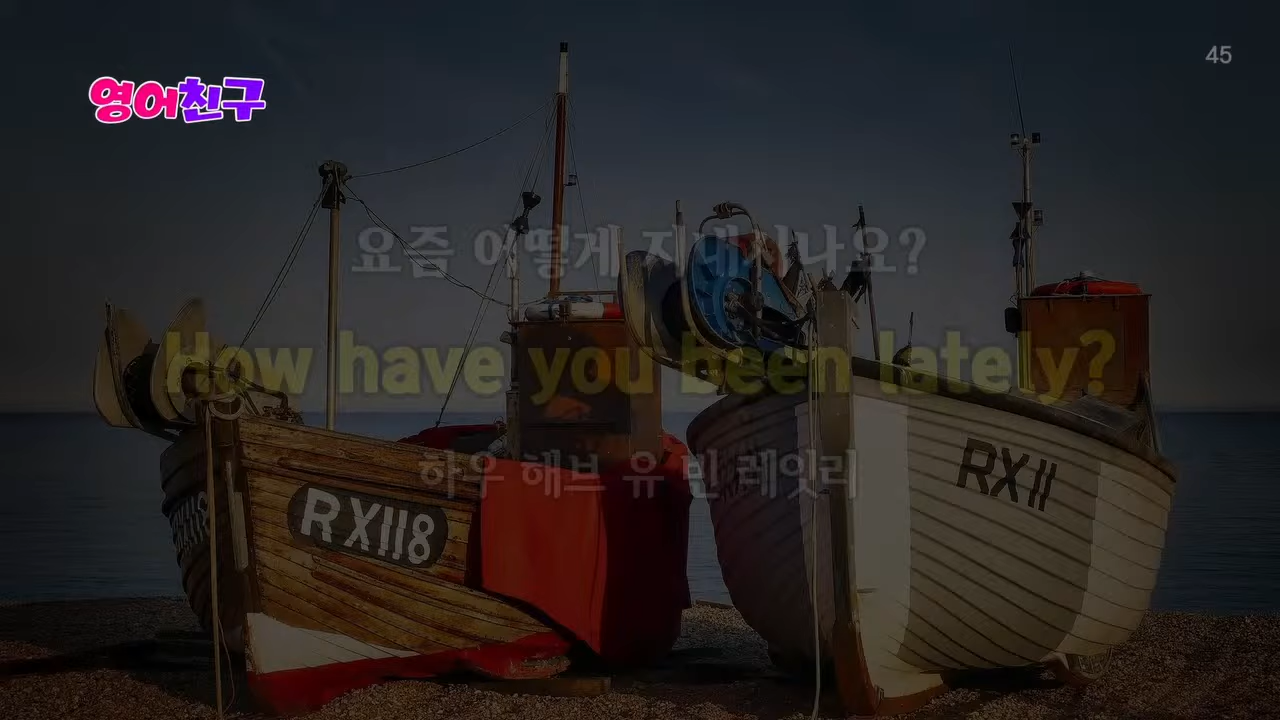 45
영어친구
요즘 어떻게 지내시나요?
How have you been lately?
하우 해브 유 빈 레잇리
RX118
RX11